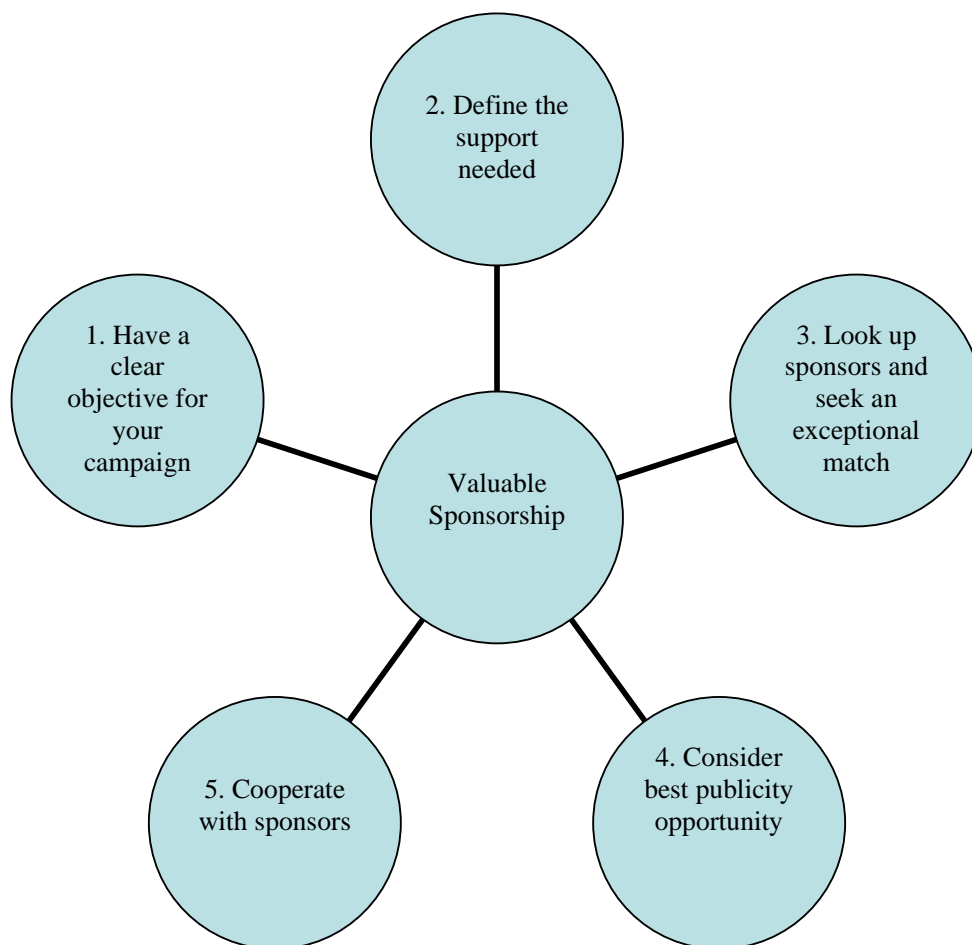 1. Have a
clear
objective for
your
campaign
2. Define the
support
needed
3. Look up
sponsors and
seek an
exceptional
match
4. Consider
best publicity
opportunity
5. Cooperate
with sponsors
Valuable
Sponsorship